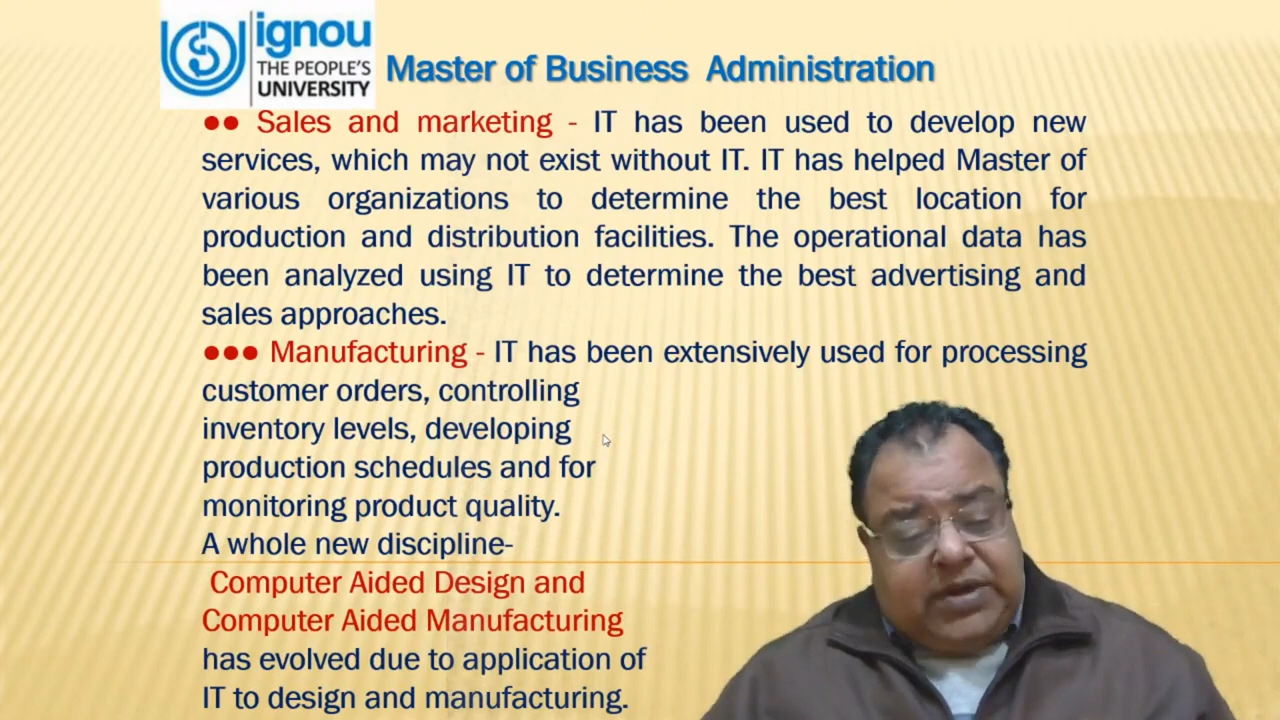 ignou
THE PEOPLE'S
UNIVERSITY
Master of Business Administration
●● Sales and marketing - IT has been used to develop new
services, which may not exist without IT. IT has helped Master of
various organizations to determine the best location for
production and distribution facilities. The operational data has
been analyzed using IT to determine the best advertising and
sales approaches.
●●● Manufacturing - IT has been extensively used for processing
customer orders, controlling
inventory levels, developing
production schedules and for
monitoring product quality.
A whole new discipline-
Computer Aided Design and
Computer Aided Manufacturing
has evolved due to application of
IT to design and manufacturing.